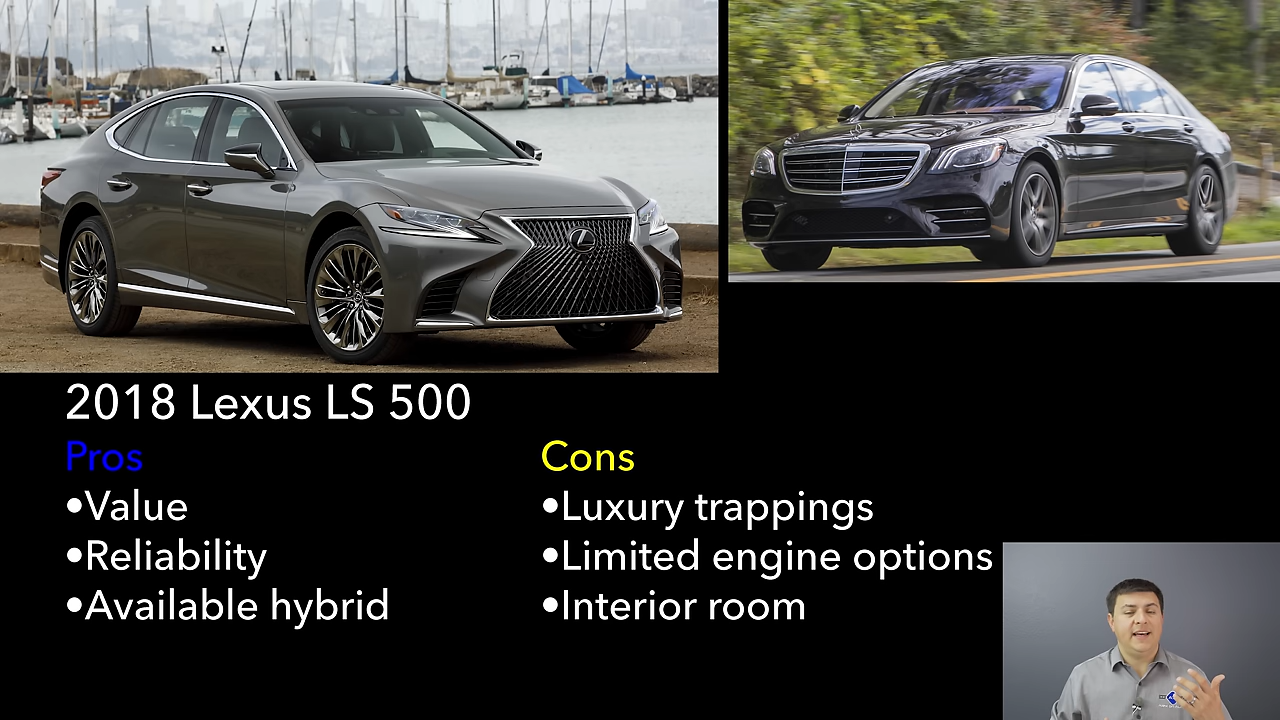 2018 Lexus LS 500
Pros
•Value
•Reliability
•Available hybrid
Cons
•Luxury trappings
•Limited engine options
•Interior room